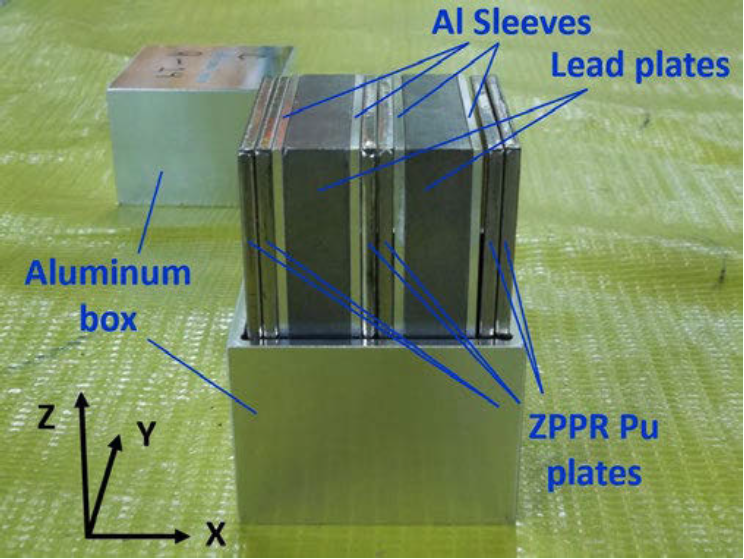 Al Sleeves
Lead plates
Aluminum
box
ZPPR Pu
plates
Z
Y
X